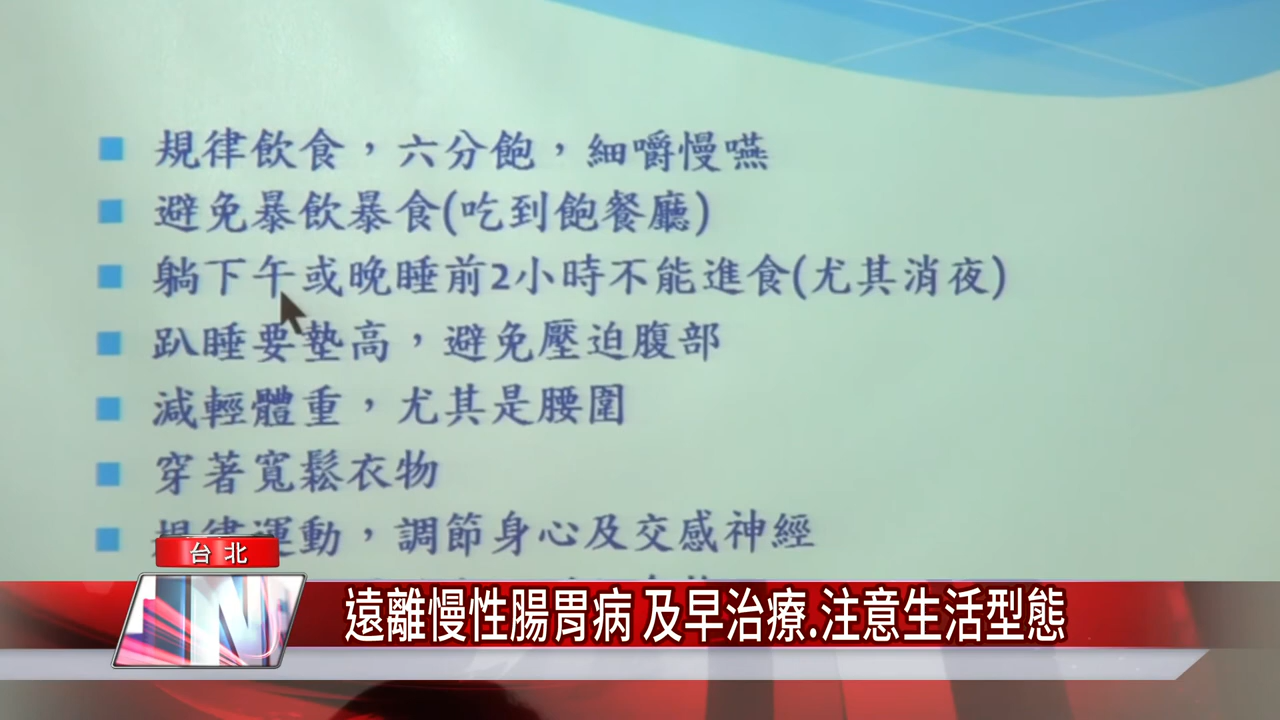 規律飲食，六分飽，細嚼慢嚥
避免暴飲暴食(吃到飽餐廳)
躺下午或晚睡前2小時不能進食(尤其消夜)
趴睡要墊高，避免壓迫腹部
減輕體重，尤其是腰圍
穿著寬鬆衣物
規律運動，調節身心及交感神經
台北
N
遠離慢性腸胃病 及早治療.注意生活型態